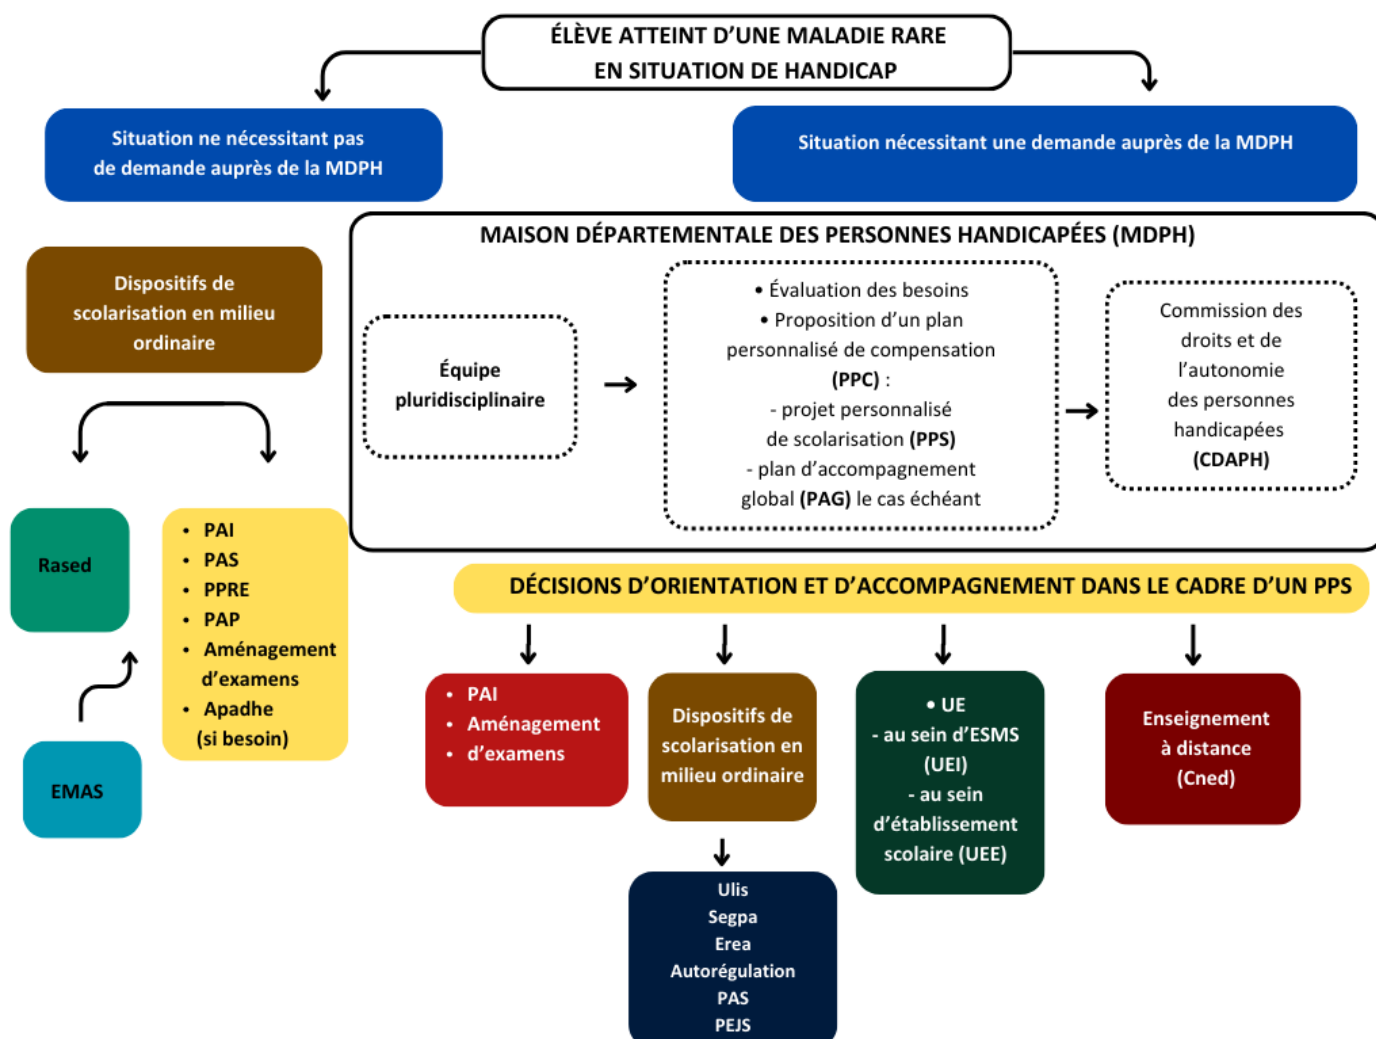 ÉLÈVE ATTEINT D'UNE MALADIE RARE
EN SITUATION DE HANDICAP
Situation ne nécessitant pas
de demande auprès de la MDPH
Situation nécessitant une demande auprès de la MDPH
Dispositifs de
scolarisation en milieu
ordinaire
Rased
• PAI
• PAS
• PPRE
• PAP
• Aménagement
d'examens
• Apadhe
(si besoin)
EMAS
MAISON DÉPARTEMENTALE DES PERSONNES HANDICAPÉES (MDPH)
Équipe
pluridisciplinaire
• Évaluation des besoins
• Proposition d'un plan
personnalisé de compensation
(PPC) :
- projet personnalisé
de scolarisation (PPS)
- plan d'accompagnement
global (PAG) le cas échéant
Commission des
droits et de
l'autonomie
des personnes
handicapées
(CDAPH)
DÉCISIONS D'ORIENTATION ET D'ACCOMPAGNEMENT DANS LE CADRE D'UN PPS
• PAI
• Aménagement
• d'examens
Dispositifs de
scolarisation en
milieu ordinaire
Ulis
Segpa
Erea
Autorégulation
PAS
PEJS
• UE
- au sein d'ESMS
(UEI)
- au sein
d'établissement
scolaire (UEE)
Enseignement
à distance
(Cned)